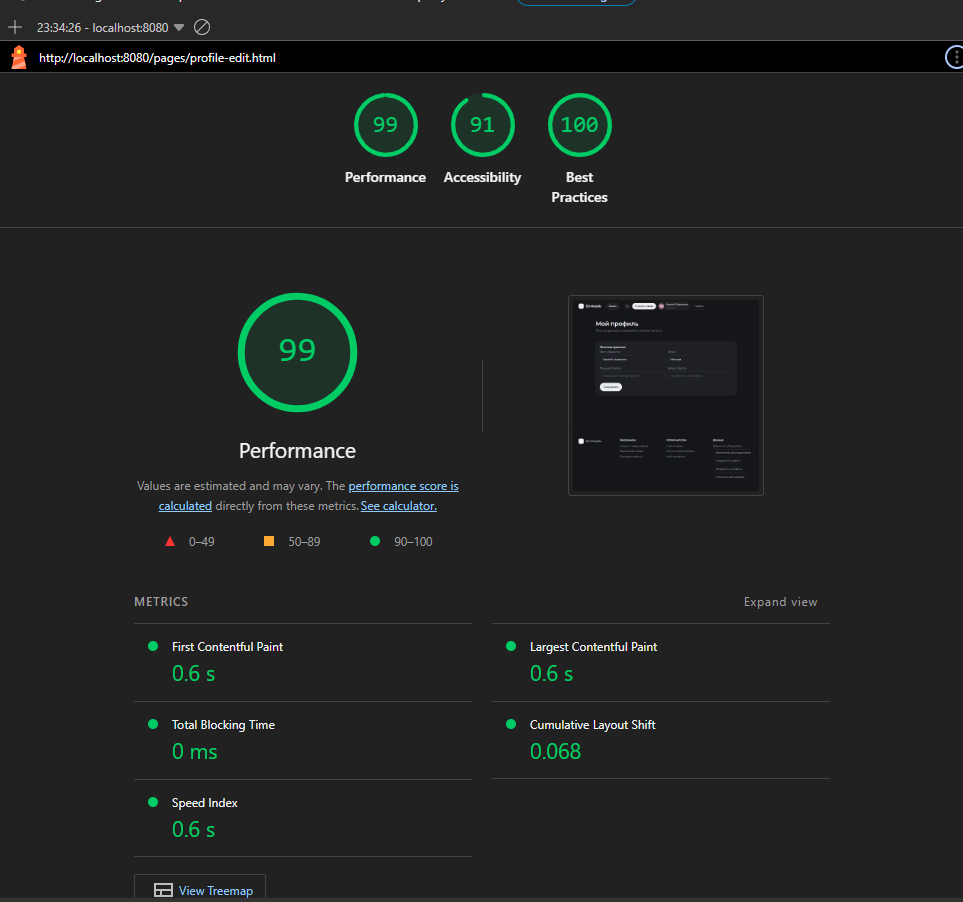 23:34:26 - localhost:8080
http://localhost:8080/pages/profile-edit.html
99
91
100
Performance
Accessibility
Best
Practices
99
Performance
Values are estimated and may vary. The performance score is
calculated directly from these metrics. See calculator.
0–49
50–89
90–100
Мой профиль
METRICS
Expand view
First Contentful Paint
0.6 s
Largest Contentful Paint
0.6 s
Total Blocking Time
0 ms
Cumulative Layout Shift
0.068
Speed Index
0.6 s
View Treemap